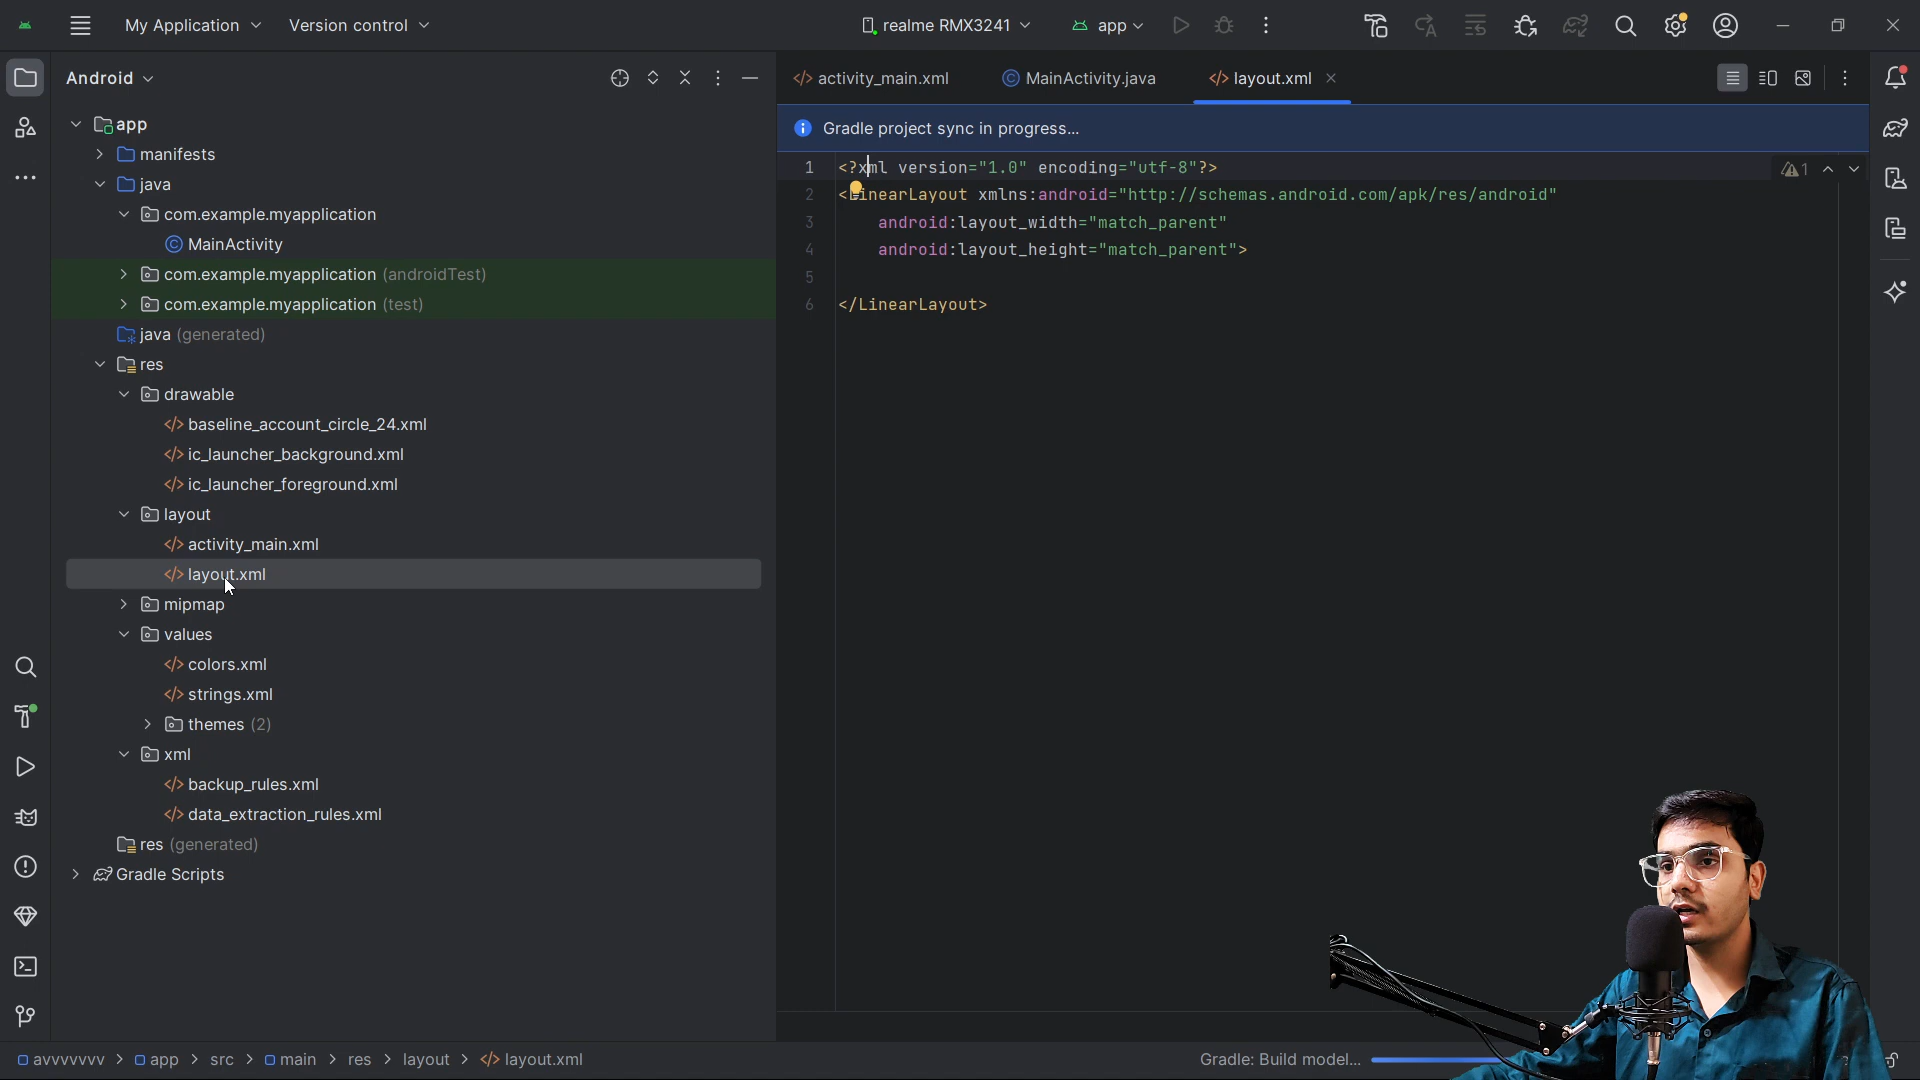 My Application Version control realme RMX3241 app
Android
app
manifests
java
com.example.myapplication
MainActivity
com.example.myapplication (androidTest)
com.example.myapplication (test)
java (generated)
res
drawable
baseline_account_circle_24.xml
ic_launcher_background.xml
ic_launcher_foreground.xml
layout
activity_main.xml
layout.xml
mipmap
values
colors.xml
strings.xml
themes (2)
xml
backup_rules.xml
data_extraction_rules.xml
res (generated)
Gradle Scripts
activity_main.xml MainActivity.java layout.xml
Gradle project sync in progress...
1 <?xml version="1.0" encoding="utf-8"?> 1
2 <LinearLayout xmlns:android="http://schemas.android.com/apk/res/android"
3 android:layout_width="match_parent"
4 android:layout_height="match_parent">
5
6 </LinearLayout>
avvvvvvv > app > src > main > res > layout > layout.xml
Gradle: Build model...